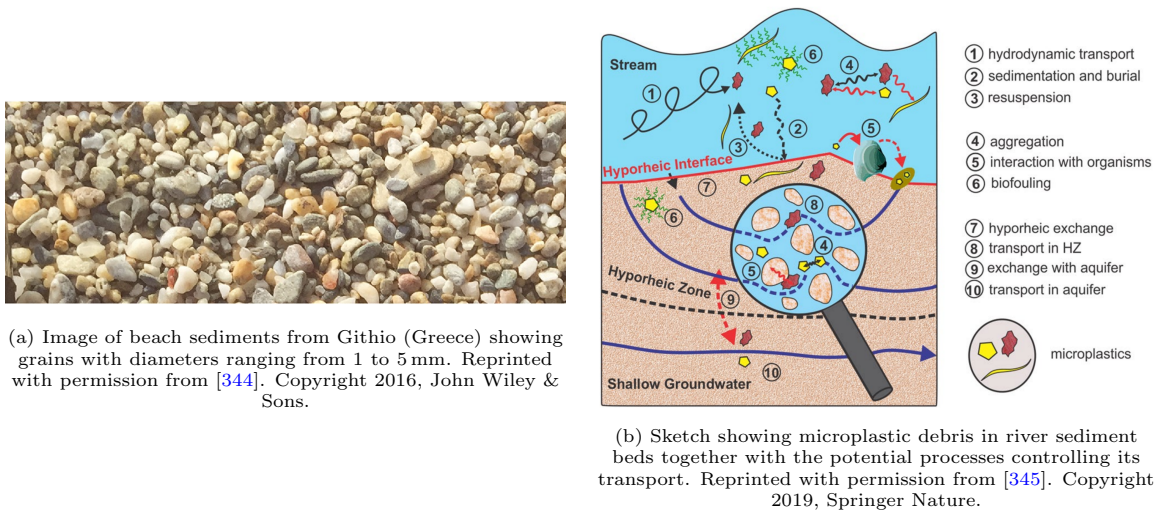 (a) Image of beach sediments from Githio (Greece) showing
grains with diameters ranging from 1 to 5 mm. Reprinted
with permission from [344]. Copyright 2016, John Wiley &
Sons.
Stream
1
6
4
2
3
5
Hyporheic Interface
7
6
8
4
5
Hyporheic Zone
9
10
Shallow Groundwater
1 hydrodynamic transport
2 sedimentation and burial
3 resuspension
4 aggregation
5 interaction with organisms
6 biofouling
7 hyporheic exchange
8 transport in HZ
9 exchange with aquifer
10 transport in aquifer
microplastics
(b) Sketch showing microplastic debris in river sediment
beds together with the potential processes controlling its
transport. Reprinted with permission from [345]. Copyright
2019, Springer Nature.